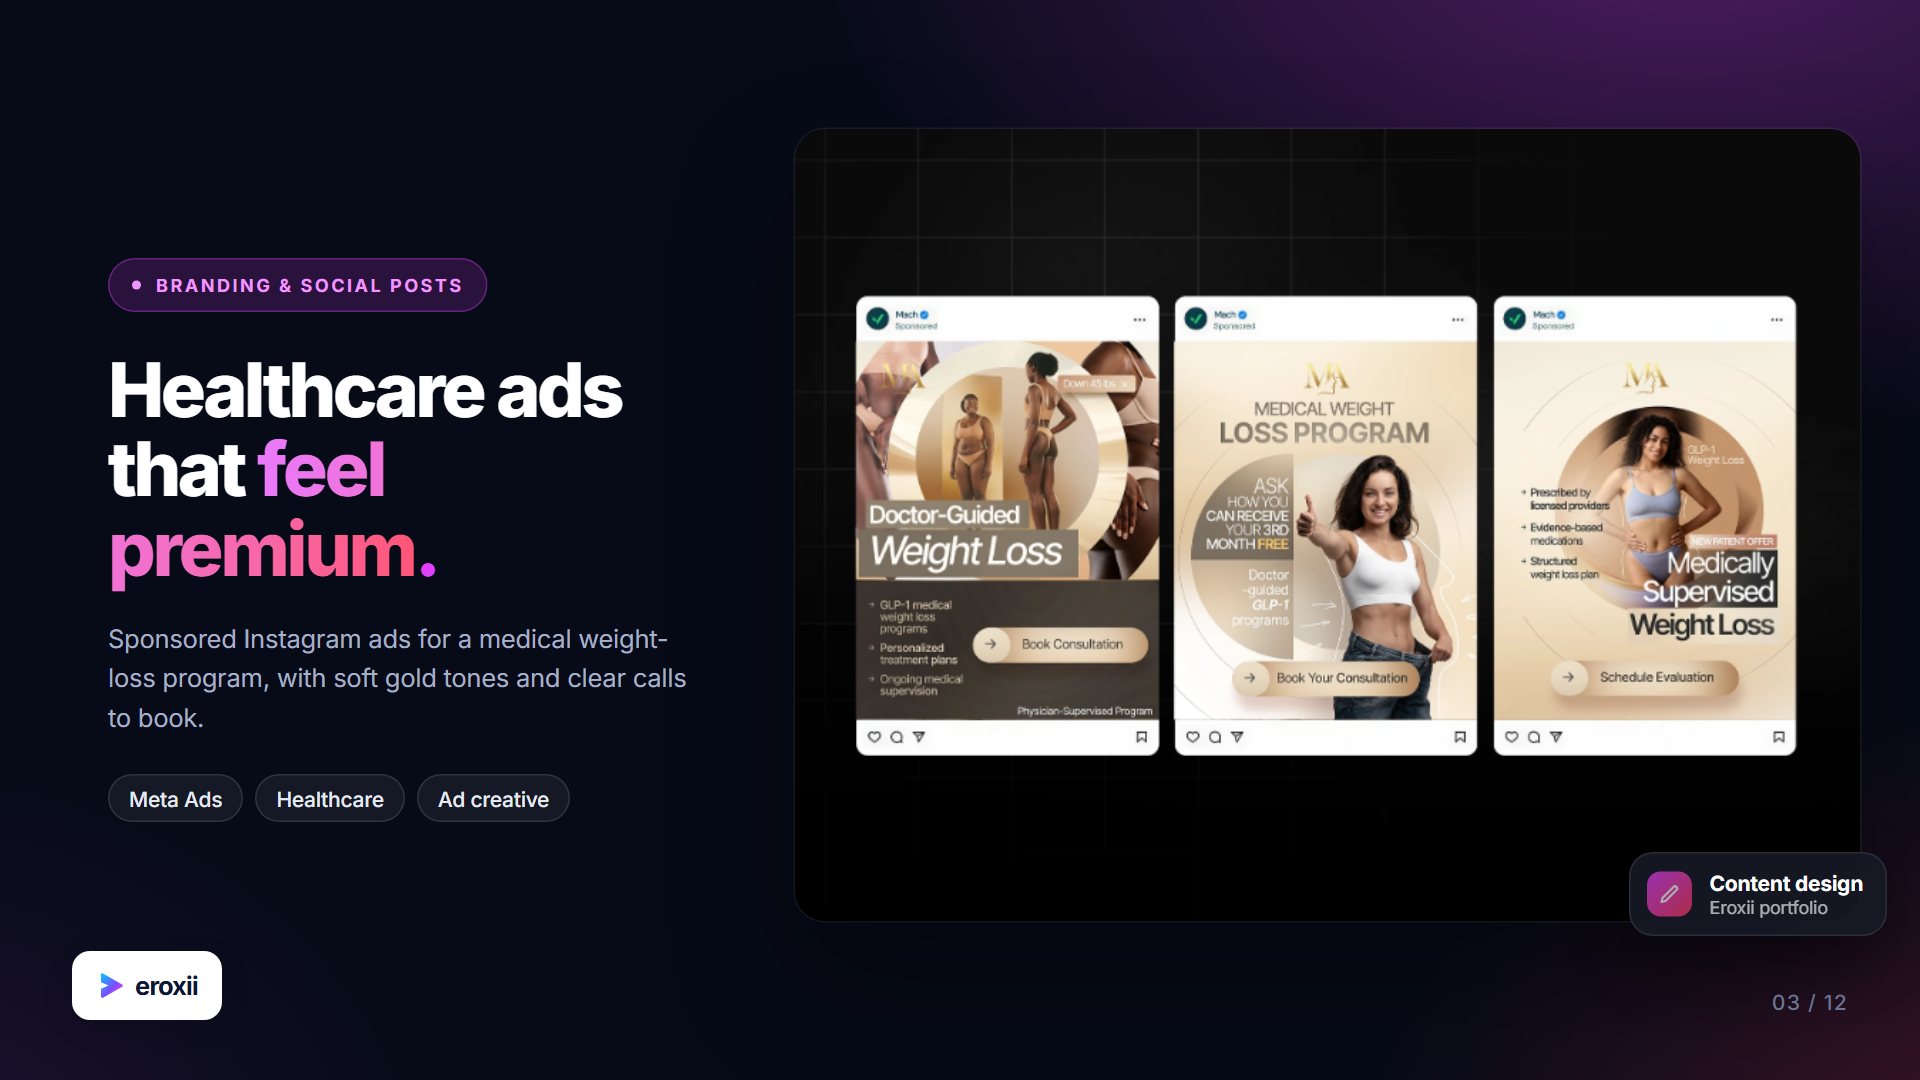 BRANDING & SOCIAL POSTS
Healthcare ads
that feel
premium.
Sponsored Instagram ads for a medical weight-
loss program, with soft gold tones and clear calls
to book.
Meta Ads
Healthcare
Ad creative
eroxii
Mach
Sponsored
MA
Down 45 lbs
Doctor-Guided
Weight Loss
→ GLP-1 medical
weight loss
programs
→ Personalized
treatment plans
→ Ongoing medical
supervision
→ Book Consultation
Physician-Supervised Program
Mach
Sponsored
MA
MEDICAL WEIGHT
LOSS PROGRAM
ASK
HOW YOU
CAN RECEIVE
YOUR 3RD
MONTH FREE
Doctor
-guided
GLP-1
programs
→ Book Your Consultation
Mach
Sponsored
MA
GLP-1
Weight Loss
→ Prescribed by
licensed providers
→ Evidence-based
medications
→ Structured
weight loss plan
NEW PATIENT OFFER
Medically
Supervised
Weight Loss
→ Schedule Evaluation
Content design
Eroxii portfolio
03 / 12